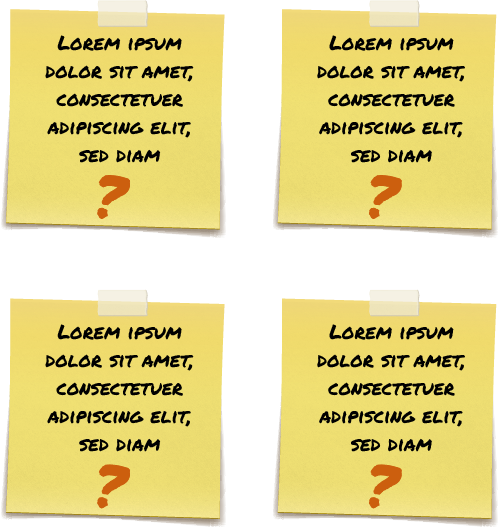 Lorem ipsum
dolor sit amet,
consectetuer
adipiscing elit,
sed diam
?
Lorem ipsum
dolor sit amet,
consectetuer
adipiscing elit,
sed diam
?
Lorem ipsum
dolor sit amet,
consectetuer
adipiscing elit,
sed diam
?
Lorem ipsum
dolor sit amet,
consectetuer
adipiscing elit,
sed diam
?